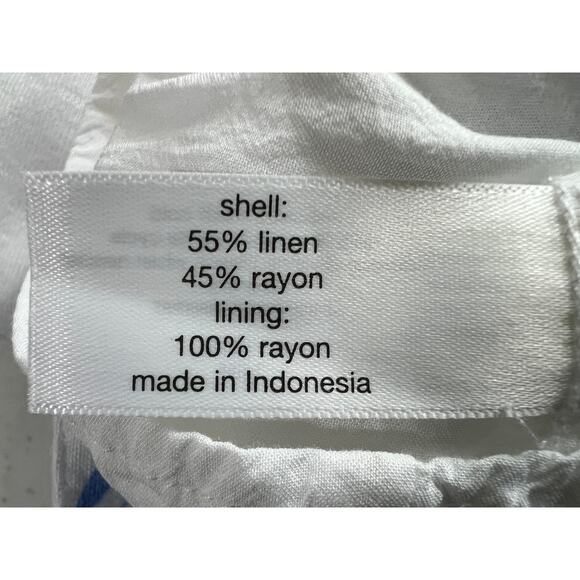 shell:
55% linen
45% rayon
lining:
100% rayon
made in Indonesia